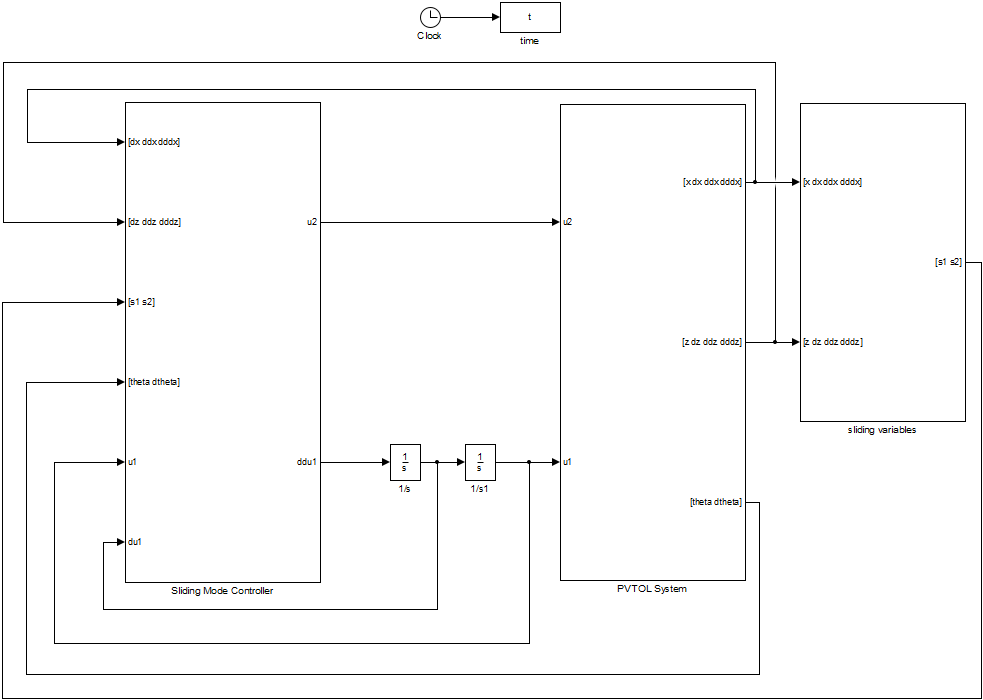 t
Clock
time
[dx ddx dddx]
[dz ddz dddz]
[s1 s2]
[theta dtheta]
u1
du1
u2
ddu1
Sliding Mode Controller
1
s
1/s
1
s
1/s1
u2
u1
[x dx ddx dddx]
[z dz ddz dddz]
[theta dtheta]
PVTOL System
[x dx ddx dddx]
[z dz ddz dddz]
[s1 s2]
sliding variables